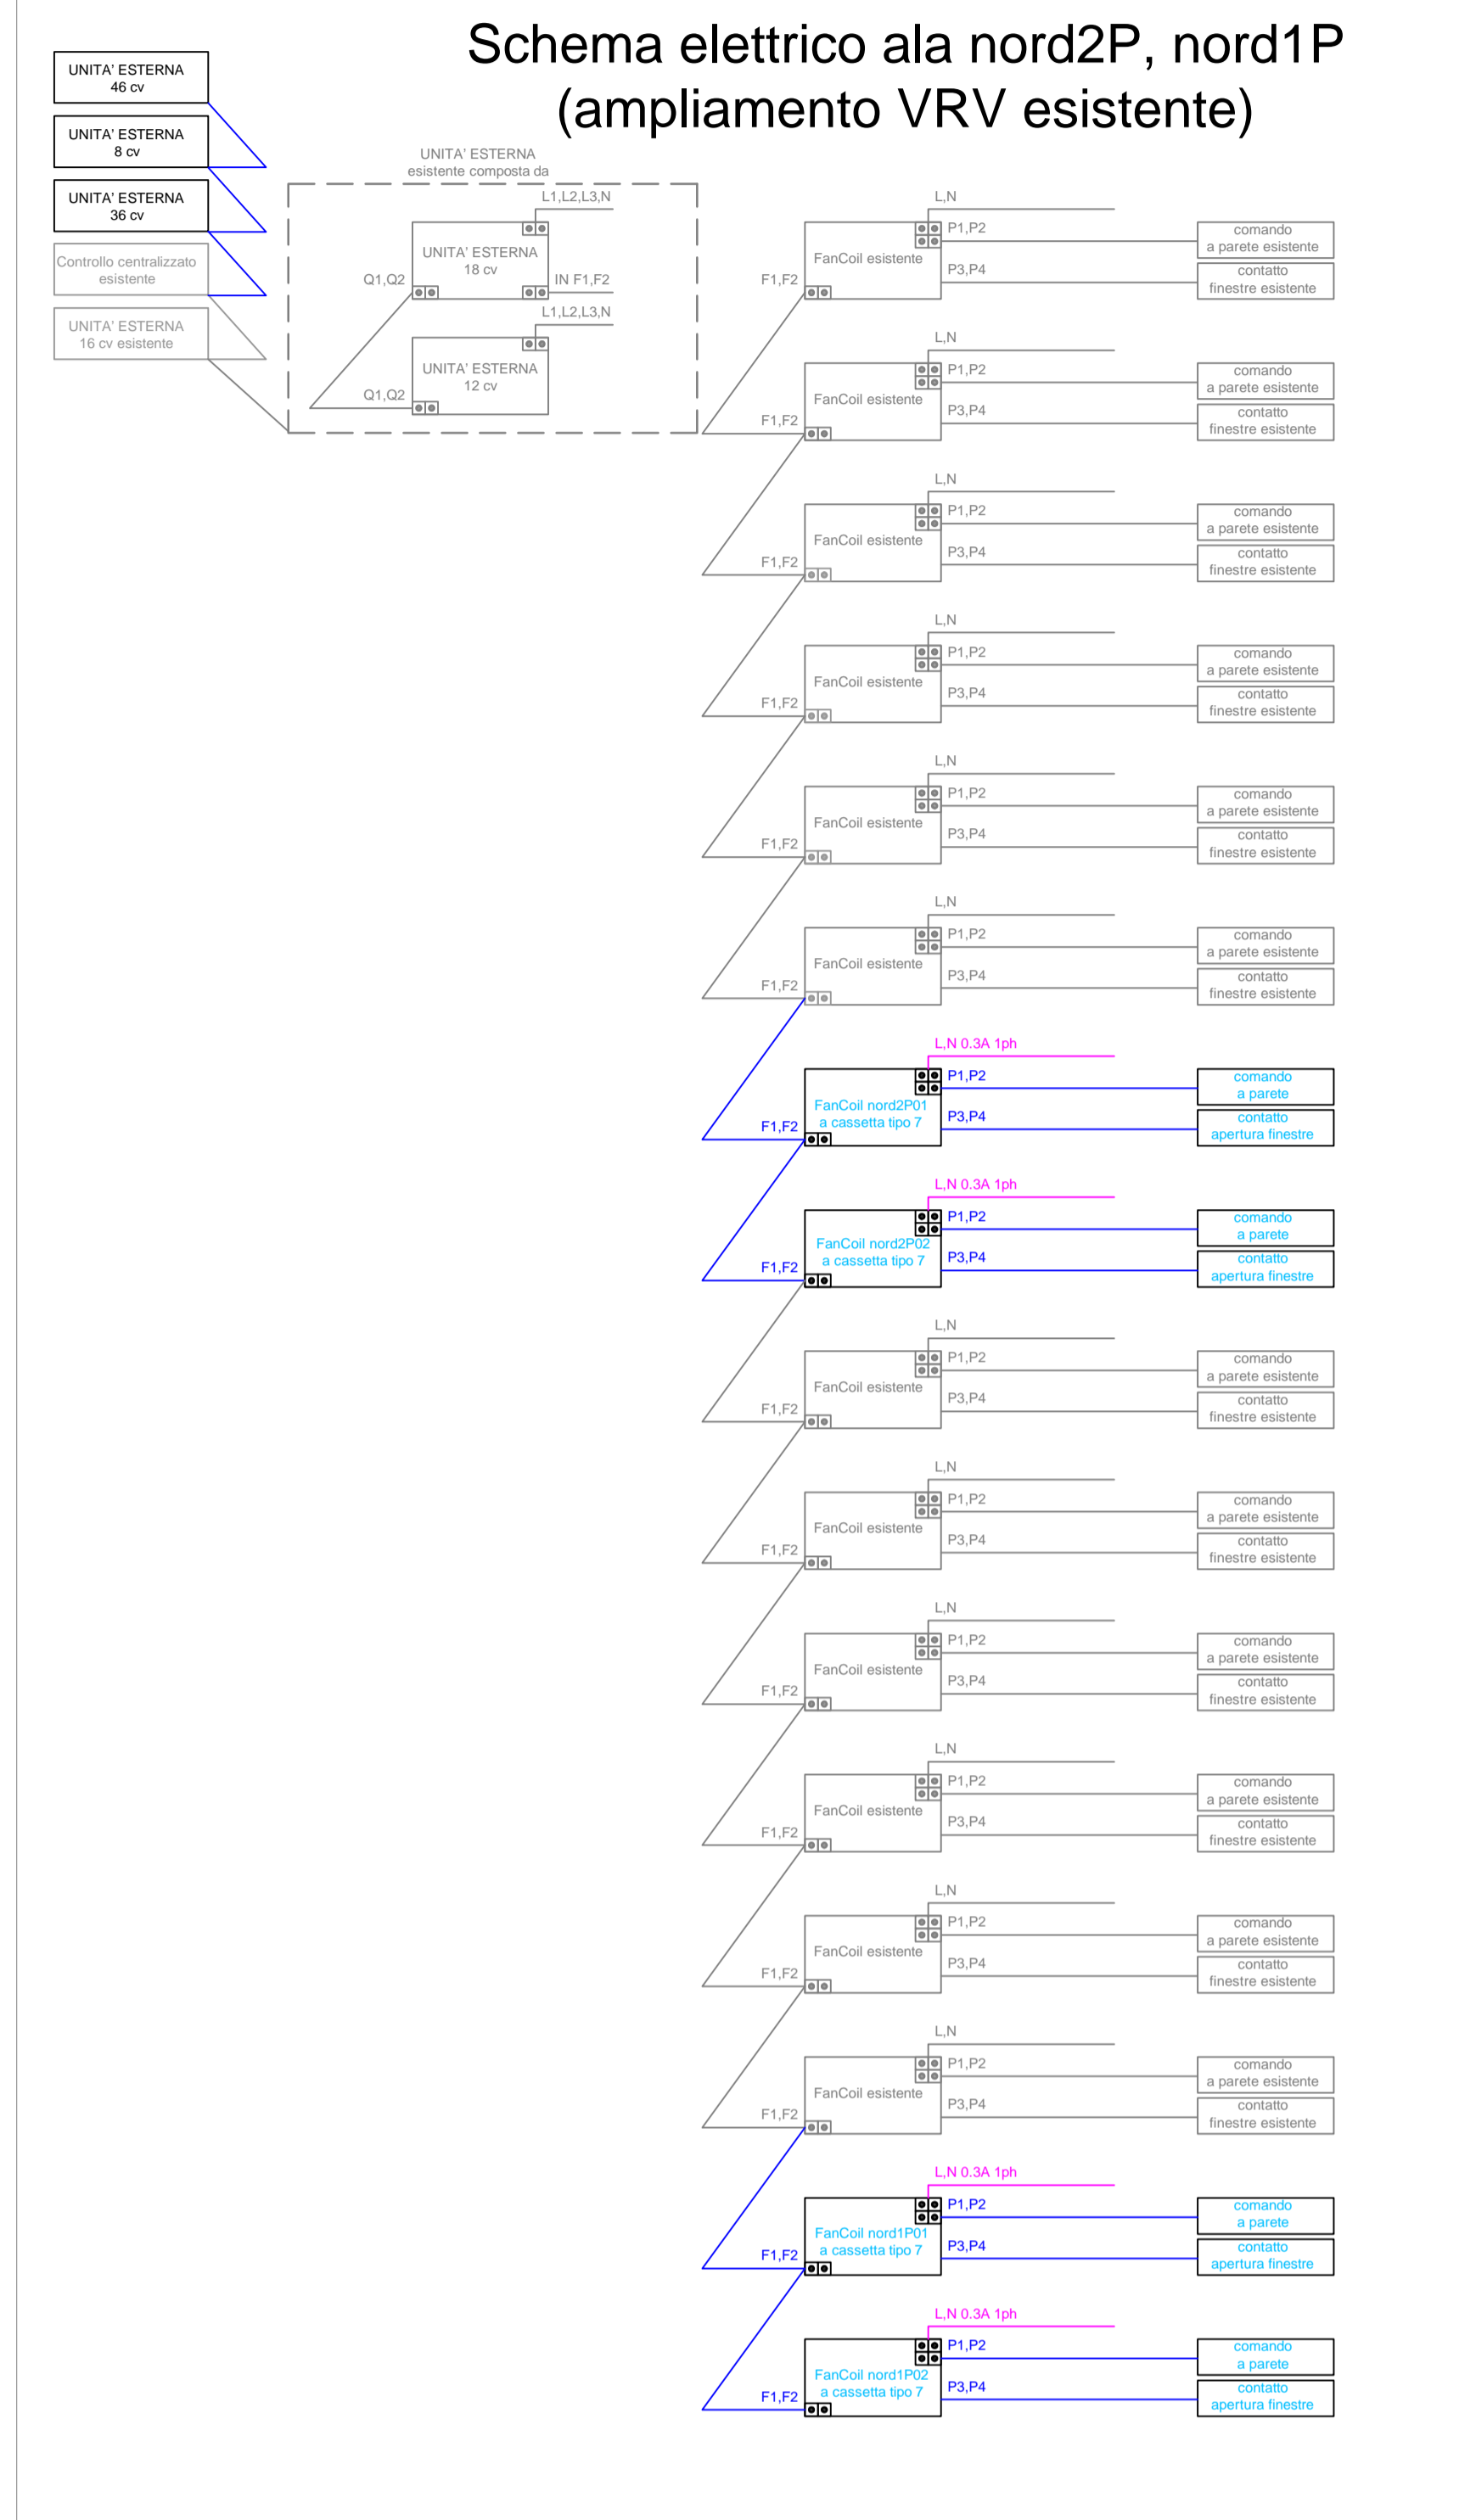 Schema elettrico ala nord2P, nord1P
(ampliamento VRV esistente)
UNITA' ESTERNA
46 cv
UNITA' ESTERNA
8 cv
UNITA' ESTERNA
36 cv
Controllo centralizzato
esistente
UNITA' ESTERNA
16 cv esistente
UNITA' ESTERNA
esistente composta da
L1,L2,L3,N
UNITA' ESTERNA
18 cv
Q1,Q2
IN F1,F2
L1,L2,L3,N
UNITA' ESTERNA
12 cv
Q1,Q2
L,N
P1,P2
comando
a parete esistente
FanCoil esistente
P3,P4
contatto
finestre esistente
F1,F2
L,N
P1,P2
comando
a parete esistente
FanCoil esistente
P3,P4
contatto
finestre esistente
F1,F2
L,N
P1,P2
comando
a parete esistente
FanCoil esistente
P3,P4
contatto
finestre esistente
F1,F2
L,N
P1,P2
comando
a parete esistente
FanCoil esistente
P3,P4
contatto
finestre esistente
F1,F2
L,N
P1,P2
comando
a parete esistente
FanCoil esistente
P3,P4
contatto
finestre esistente
F1,F2
L,N
P1,P2
comando
a parete esistente
FanCoil esistente
P3,P4
contatto
finestre esistente
F1,F2
L,N 0.3A 1ph
P1,P2
comando
a parete
FanCoil nord2P01
a cassetta tipo 7
P3,P4
contatto
apertura finestre
F1,F2
L,N 0.3A 1ph
P1,P2
comando
a parete
FanCoil nord2P02
a cassetta tipo 7
P3,P4
contatto
apertura finestre
F1,F2
L,N
P1,P2
comando
a parete esistente
FanCoil esistente
P3,P4
contatto
finestre esistente
F1,F2
L,N
P1,P2
comando
a parete esistente
FanCoil esistente
P3,P4
contatto
finestre esistente
F1,F2
L,N
P1,P2
comando
a parete esistente
FanCoil esistente
P3,P4
contatto
finestre esistente
F1,F2
L,N
P1,P2
comando
a parete esistente
FanCoil esistente
P3,P4
contatto
finestre esistente
F1,F2
L,N
P1,P2
comando
a parete esistente
FanCoil esistente
P3,P4
contatto
finestre esistente
F1,F2
L,N
P1,P2
comando
a parete esistente
FanCoil esistente
P3,P4
contatto
finestre esistente
F1,F2
L,N 0.3A 1ph
P1,P2
comando
a parete
FanCoil nord1P01
a cassetta tipo 7
P3,P4
contatto
apertura finestre
F1,F2
L,N 0.3A 1ph
P1,P2
comando
a parete
FanCoil nord1P02
a cassetta tipo 7
P3,P4
contatto
apertura finestre
F1,F2